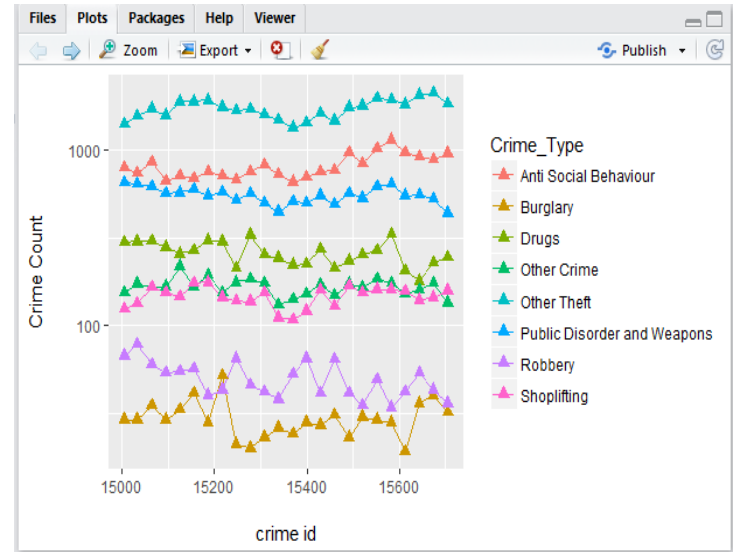 Files Plots Packages Help Viewer
Zoom Export Publish
Crime Count
1000
100
15000 15200 15400 15600
crime id
Crime_Type
Anti Social Behaviour
Burglary
Drugs
Other Crime
Other Theft
Public Disorder and Weapons
Robbery
Shoplifting